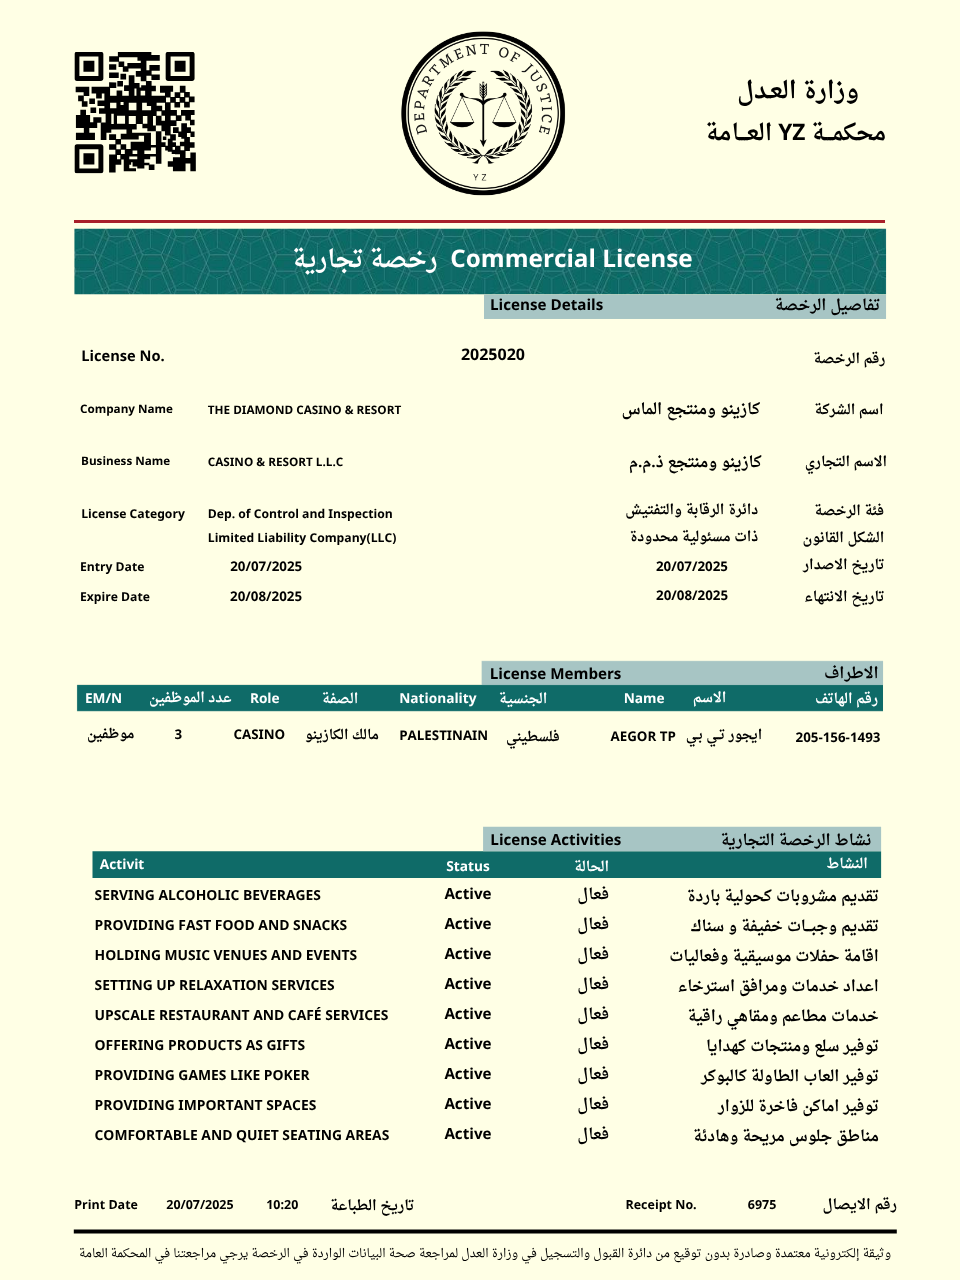 DEPARTMENT OF JUSTICE
YZ
وزارة العدل
محكمـة YZ العـامة
رخصة تجارية Commercial License
License Details تفاصيل الرخصة
License No. 2025020 رقم الرخصة
Company Name THE DIAMOND CASINO & RESORT كازينو ومنتجع الماس اسم الشركة
Business Name CASINO & RESORT L.L.C كازينو ومنتجع ذ.م.م الاسم التجاري
License Category Dep. of Control and Inspection دائرة الرقابة والتفتيش فئة الرخصة
Limited Liability Company(LLC) ذات مسئولية محدودة الشكل القانون
Entry Date 20/07/2025 20/07/2025 تاريخ الاصدار
Expire Date 20/08/2025 20/08/2025 تاريخ الانتهاء
License Members الاطراف
EM/N عدد الموظفين Role الصفة Nationality الجنسية Name الاسم رقم الهاتف
موظفين 3 CASINO مالك الكازينو PALESTINAIN فلسطيني AEGOR TP ايجور تي بي 205-156-1493
License Activities نشاط الرخصة التجارية
Activit Status الحالة النشاط
SERVING ALCOHOLIC BEVERAGES Active فعال تقديم مشروبات كحولية باردة
PROVIDING FAST FOOD AND SNACKS Active فعال تقديم وجبـات خفيفة و سناك
HOLDING MUSIC VENUES AND EVENTS Active فعال اقامة حفلات موسيقية وفعاليات
SETTING UP RELAXATION SERVICES Active فعال اعداد خدمات ومرافق استرخاء
UPSCALE RESTAURANT AND CAFÉ SERVICES Active فعال خدمات مطاعم ومقاهي راقية
OFFERING PRODUCTS AS GIFTS Active فعال توفير سلع ومنتجات كهدايا
PROVIDING GAMES LIKE POKER Active فعال توفير العاب الطاولة كالبوكر
PROVIDING IMPORTANT SPACES Active فعال توفير اماكن فاخرة للزوار
COMFORTABLE AND QUIET SEATING AREAS Active فعال مناطق جلوس مريحة وهادئة
Print Date 20/07/2025 10:20 تاريخ الطباعة Receipt No. 6975 رقم الايصال
وثيقة إلكترونية معتمدة وصادرة بدون توقيع من دائرة القبول والتسجيل في وزارة العدل لمراجعة صحة البيانات الواردة في الرخصة يرجي مراجعتنا في المحكمة العامة